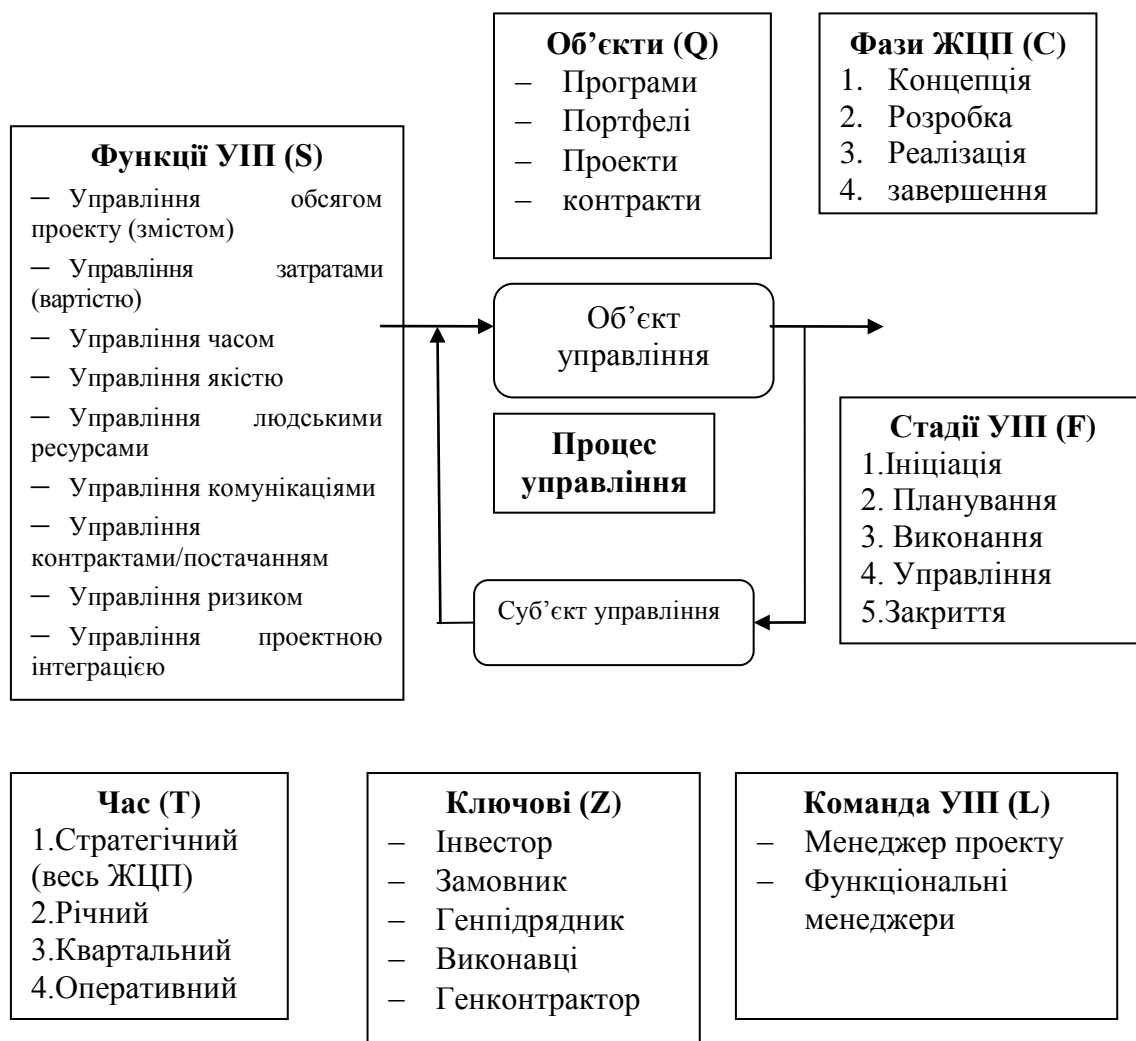 Об’єкти (Q)
– Програми
– Портфелі
– Проекти
– контракти
Фази ЖЦП (С)
1. Концепція
2. Розробка
3. Реалізація
4. завершення
Функції УІП (S)
— Управління обсягом
проекту (змістом)
— Управління затратами
(вартістю)
— Управління часом
— Управління якістю
— Управління людськими
ресурсами
— Управління комунікаціями
— Управління
контрактами/постачанням
— Управління ризиком
— Управління проектною
інтеграцією
Об’єкт
управління
Процес
управління
Суб’єкт управління
Стадії УІП (F)
1.Ініціація
2. Планування
3. Виконання
4. Управління
5.Закриття
Час (Т)
1.Стратегічний
(весь ЖЦП)
2.Річний
3.Квартальний
4.Оперативний
Ключові (Z)
– Інвестор
– Замовник
– Генпідрядник
– Виконавці
– Генконтрактор
Команда УІП (L)
– Менеджер проекту
– Функціональні
менеджери